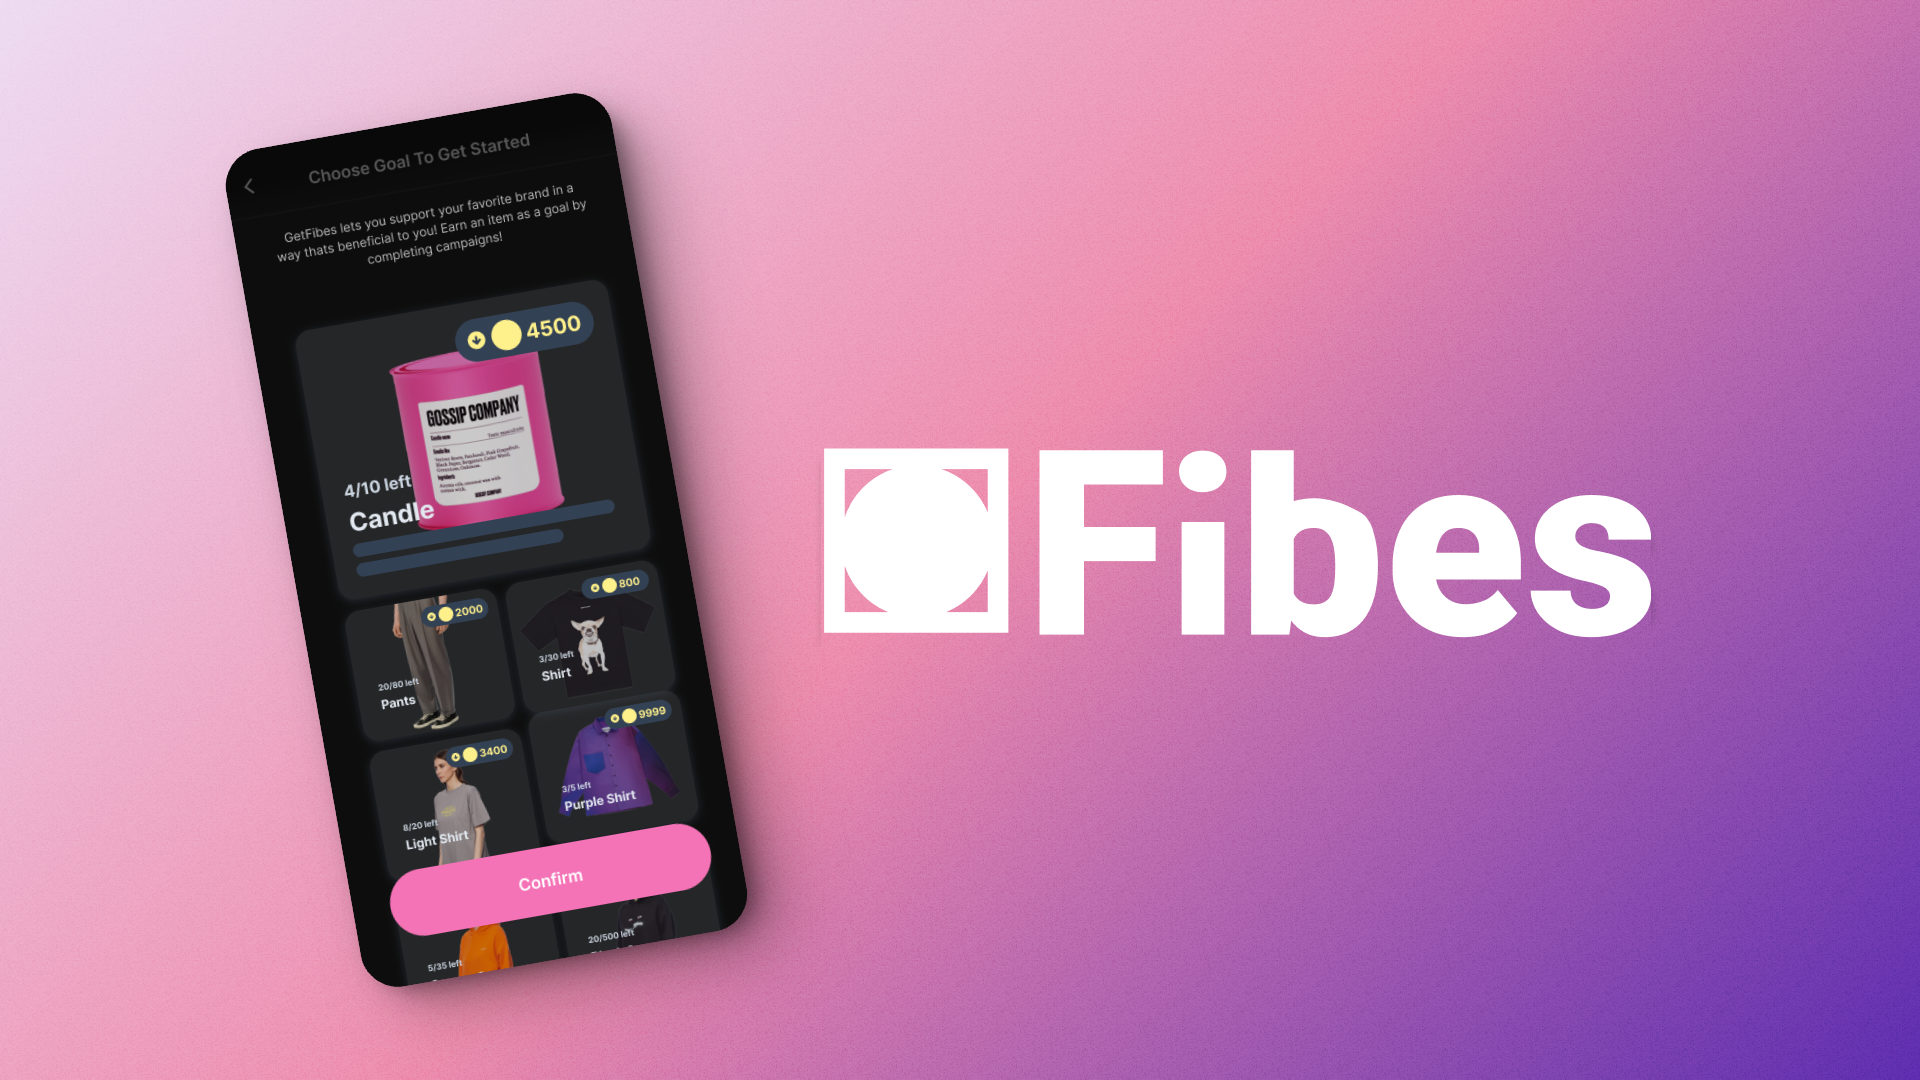 Choose Goal To Get Started
GetFibes lets you support your favorite brand in a
way thats beneficial to you! Earn an item as a goal by
completing campaigns!
4500
GOSSIP COMPANY
4/10 left
Candle
GOSSIP COMPANY
2000
20/80 left
Pants
800
3/30 left
Shirt
3400
8/20 left
Light Shirt
9999
3/5 left
Purple Shirt
Confirm
5/35 left
20/500 left
Fibes